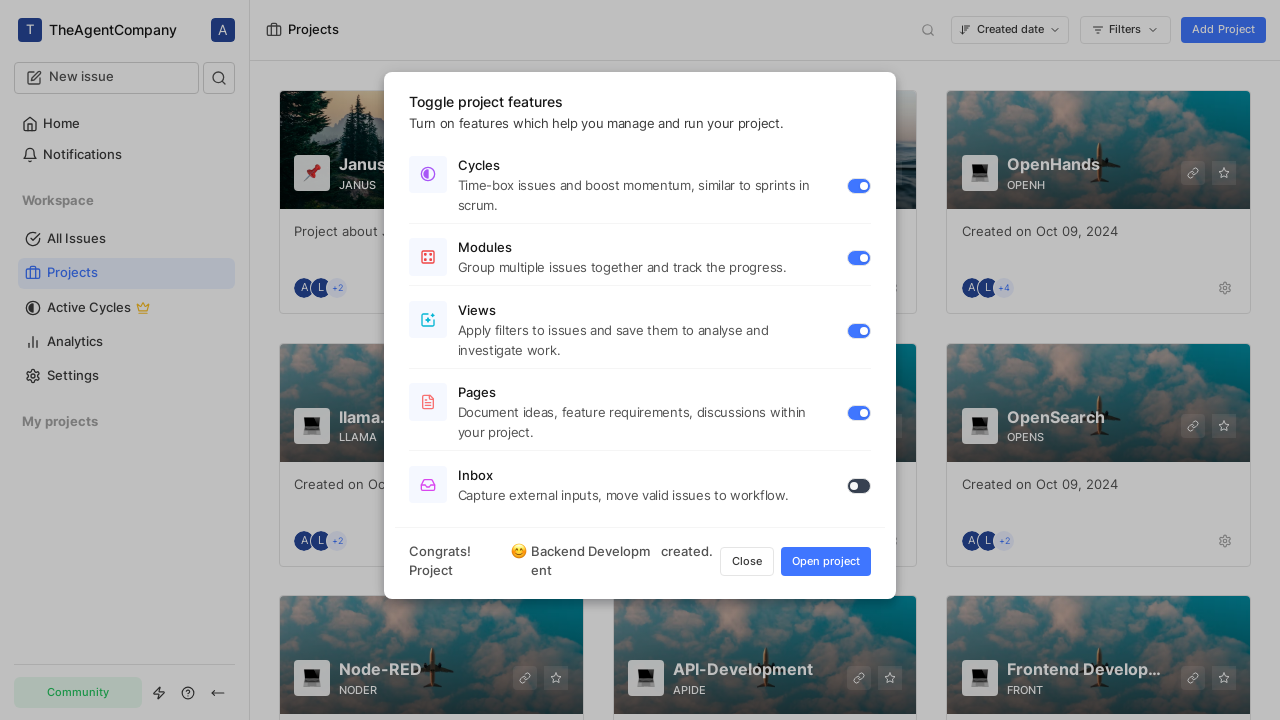 T TheAgentCompany A
Projects
Created date
Filters
Add Project
New issue
Home
Notifications
Workspace
All Issues
Projects
Active Cycles
Analytics
Settings
My projects
Community
Toggle project features
Turn on features which help you manage and run your project.
Cycles
Time-box issues and boost momentum, similar to sprints in
scrum.
Modules
Group multiple issues together and track the progress.
Views
Apply filters to issues and save them to analyse and
investigate work.
Pages
Document ideas, feature requirements, discussions within
your project.
Inbox
Capture external inputs, move valid issues to workflow.
Congrats!
Project
😊 Backend Developm
ent
created.
Close
Open project
Janus
JANUS
Project about
A L +2
OpenHands
OPENH
Created on Oct 09, 2024
A L +4
llama.
LLAMA
Created on Oc
A L +2
OpenSearch
OPENS
Created on Oct 09, 2024
A L +2
Node-RED
NODER
API-Development
APIDE
Frontend Develop...
FRONT